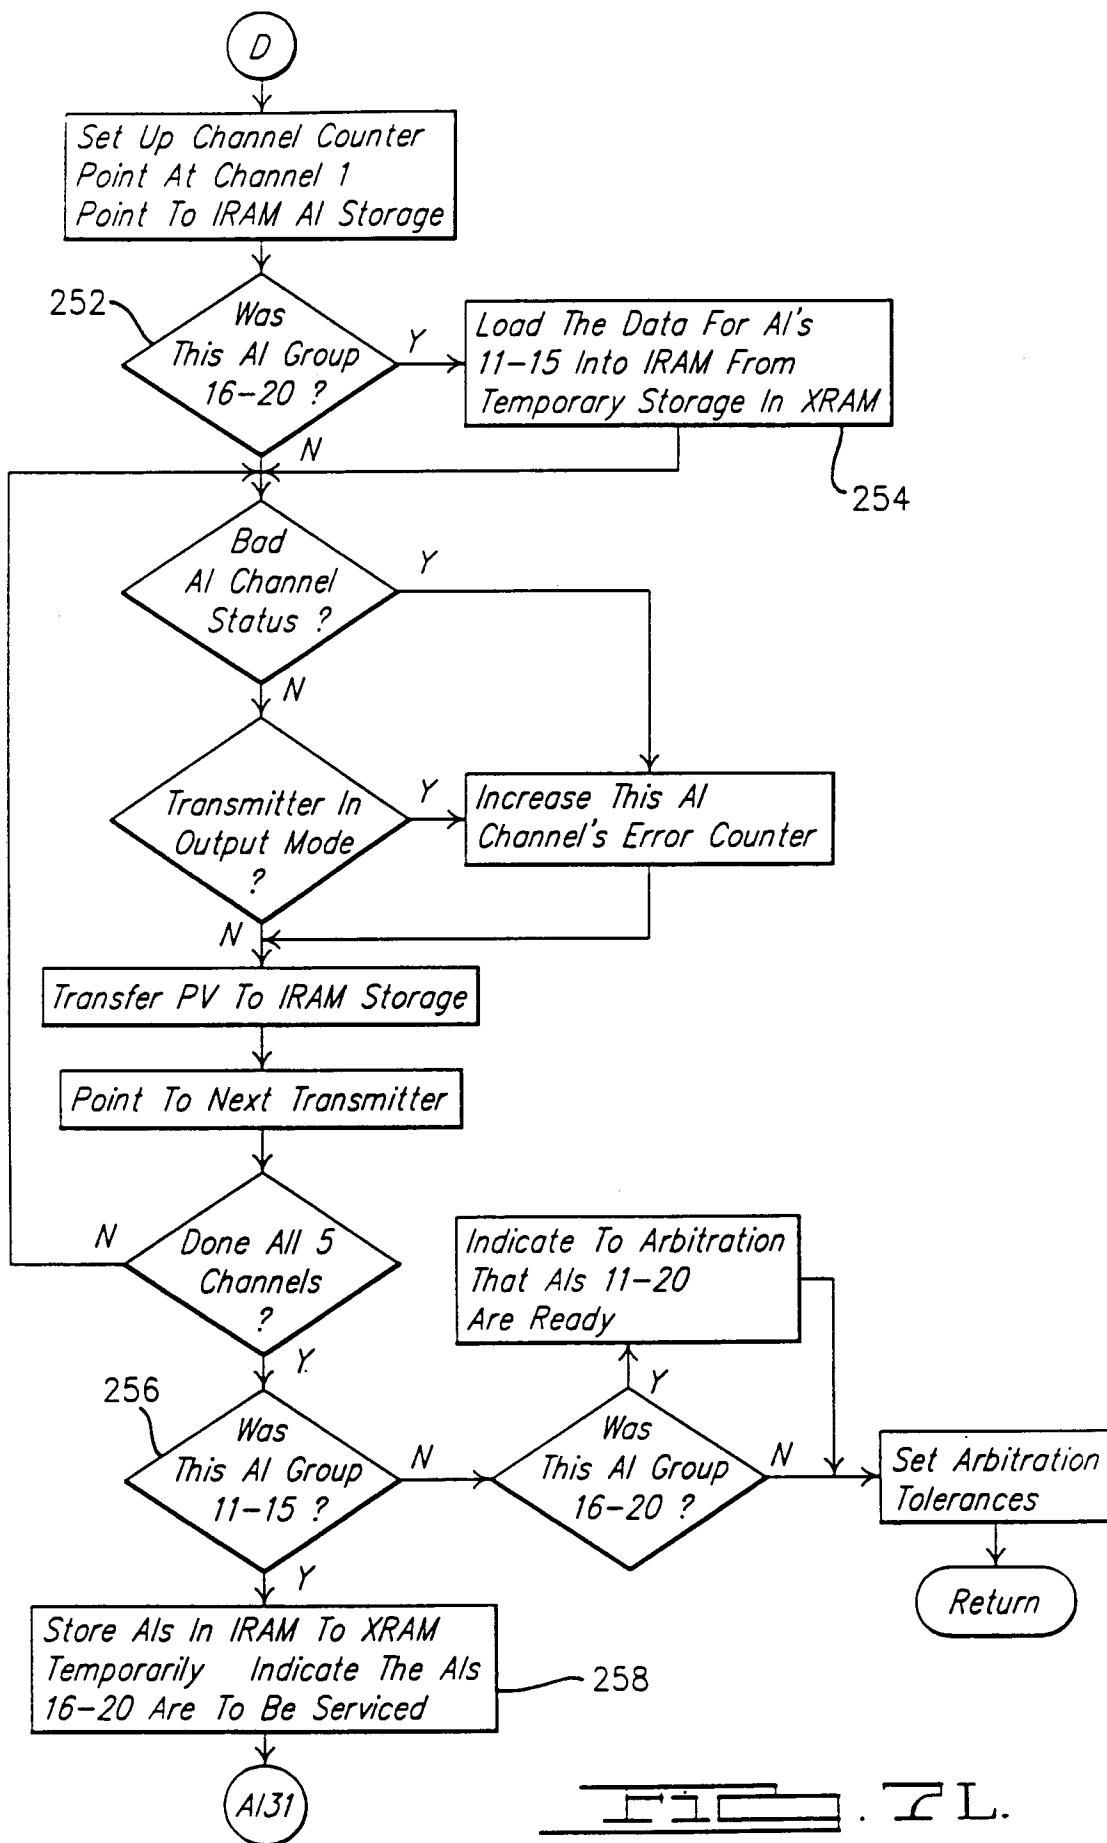 D
Set Up Channel Counter
Point At Channel 1
Point To IRAM AI Storage
252
Was
This AI Group
16-20 ?
Y
N
Load The Data For AI's
11-15 Into IRAM From
Temporary Storage In XRAM
254
Bad
AI Channel
Status ?
Y
N
Transmitter In
Output Mode
?
Y
N
Increase This AI
Channel's Error Counter
Transfer PV To IRAM Storage
Point To Next Transmitter
Done All 5
Channels
?
N
Y
Indicate To Arbitration
That AIs 11-20
Are Ready
256
Was
This AI Group
11-15 ?
N
Y
Was
This AI Group
16-20 ?
Y
N
Set Arbitration
Tolerances
Return
Store AIs In IRAM To XRAM
Temporarily Indicate The AIs
16-20 Are To Be Serviced
258
AI31
FIG. 7L.